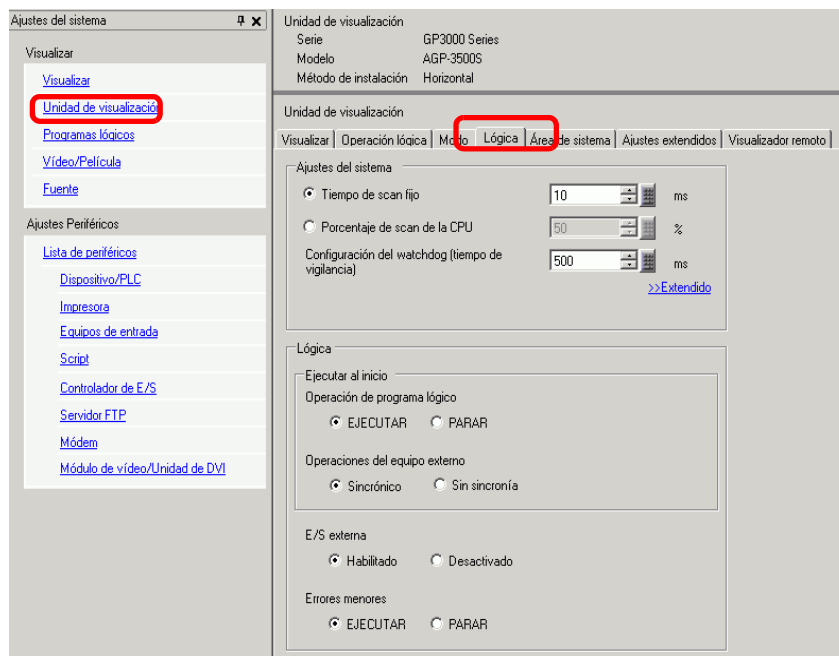 Ajustes del sistema
Visualizar
Visualizar
Unidad de visualización
Programas lógicos
Vídeo/Película
Fuente
Ajustes Periféricos
Lista de periféricos
Dispositivo/PLC
Impresora
Equipos de entrada
Script
Controlador de E/S
Servidor FTP
Módem
Módulo de vídeo/Unidad de DVI
Unidad de visualización
Serie GP3000 Series
Modelo AGP-3500S
Método de instalación Horizontal
Unidad de visualización
Visualizar Operación lógica Modo Lógica Área de sistema Ajustes extendidos Visualizador remoto
Ajustes del sistema
Tiempo de scan fijo 10 ms
Porcentaje de scan de la CPU 50 %
Configuración del watchdog (tiempo de
vigilancia) 500 ms
>>Extendido
Lógica
Ejecutar al inicio
Operación de programa lógico
EJECUTAR PARAR
Operaciones del equipo externo
Sincrónico Sin sincronía
E/S externa
Habilitado Desactivado
Errores menores
EJECUTAR PARAR